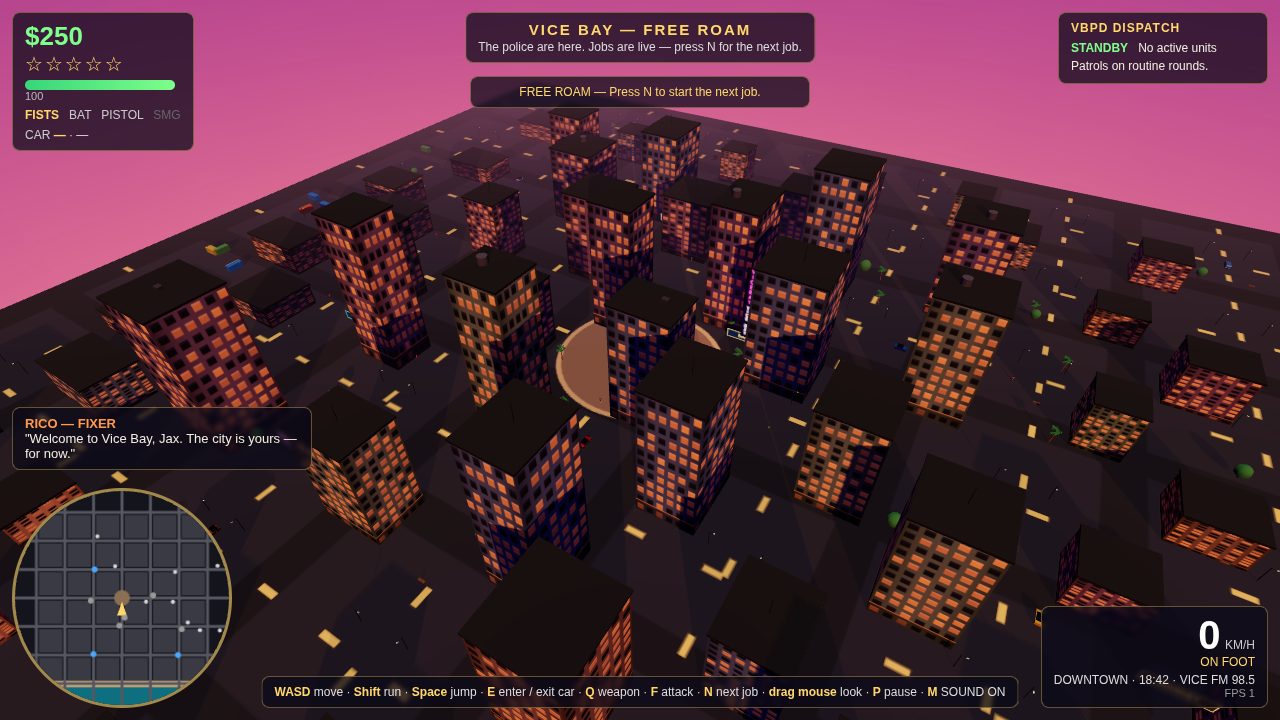 $250
☆☆☆☆☆
100
FISTS BAT PISTOL SMG
CAR — · —
VICE BAY — FREE ROAM
The police are here. Jobs are live — press N for the next job.
FREE ROAM — Press N to start the next job.
VBPD DISPATCH
STANDBY No active units
Patrols on routine rounds.
RICO — FIXER
"Welcome to Vice Bay, Jax. The city is yours —
for now."
WASD move · Shift run · Space jump · E enter / exit car · Q weapon · F attack · N next job · drag mouse look · P pause · M SOUND ON
0 KM/H
ON FOOT
DOWNTOWN · 18:42 · VICE FM 98.5
FPS 1